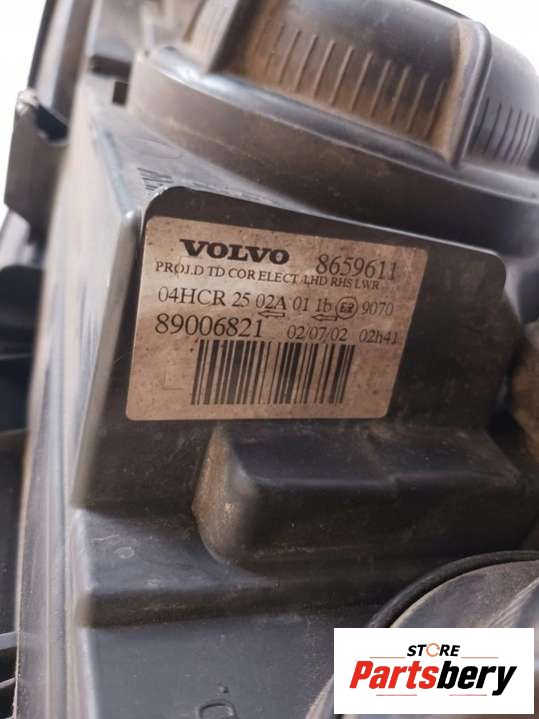 VOLVO 8659611
PROJ.D TD COR ELECT /LHD RHS LWR
04HCR 25 02A 01 1b E2 9070
89006821 02/07/02 02h41
STORE
Partsbery